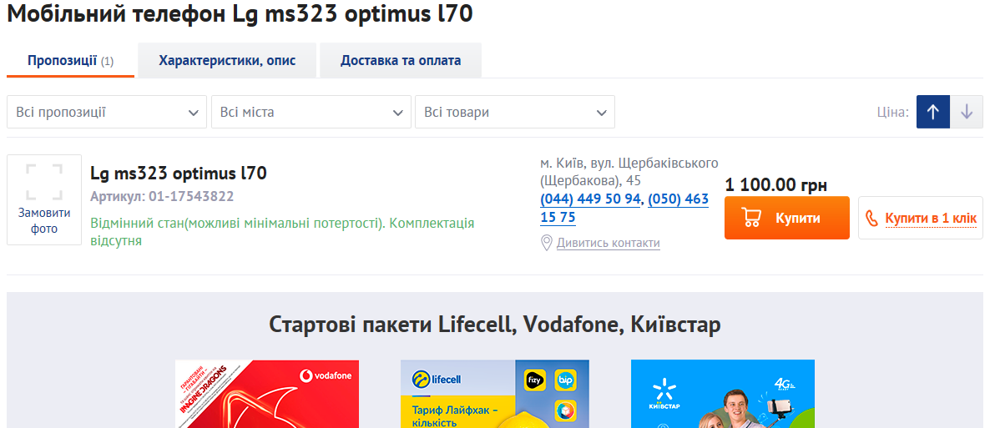 Мобільний телефон Lg ms323 optimus l70
Пропозиції (1)
Характеристики, опис
Доставка та оплата
Всі пропозиції
Всі міста
Всі товари
Ціна:
Замовити
фото
Lg ms323 optimus l70
Артикул: 01-17543822
Відмінний стан(можливі мінімальні потертості). Комплектація
відсутня
м. Київ, вул. Щербаківського
(Щербакова), 45
(044) 449 50 94, (050) 463
15 75
Дивитись контакти
1 100.00 грн
Купити
Купити в 1 клік
Стартові пакети Lifecell, Vodafone, Київстар
IMAGINE DRAGONS
vodafone
lifecell
fizy
bip
Тариф Лайфхак –
кількість
КИЇВСТАР
4G